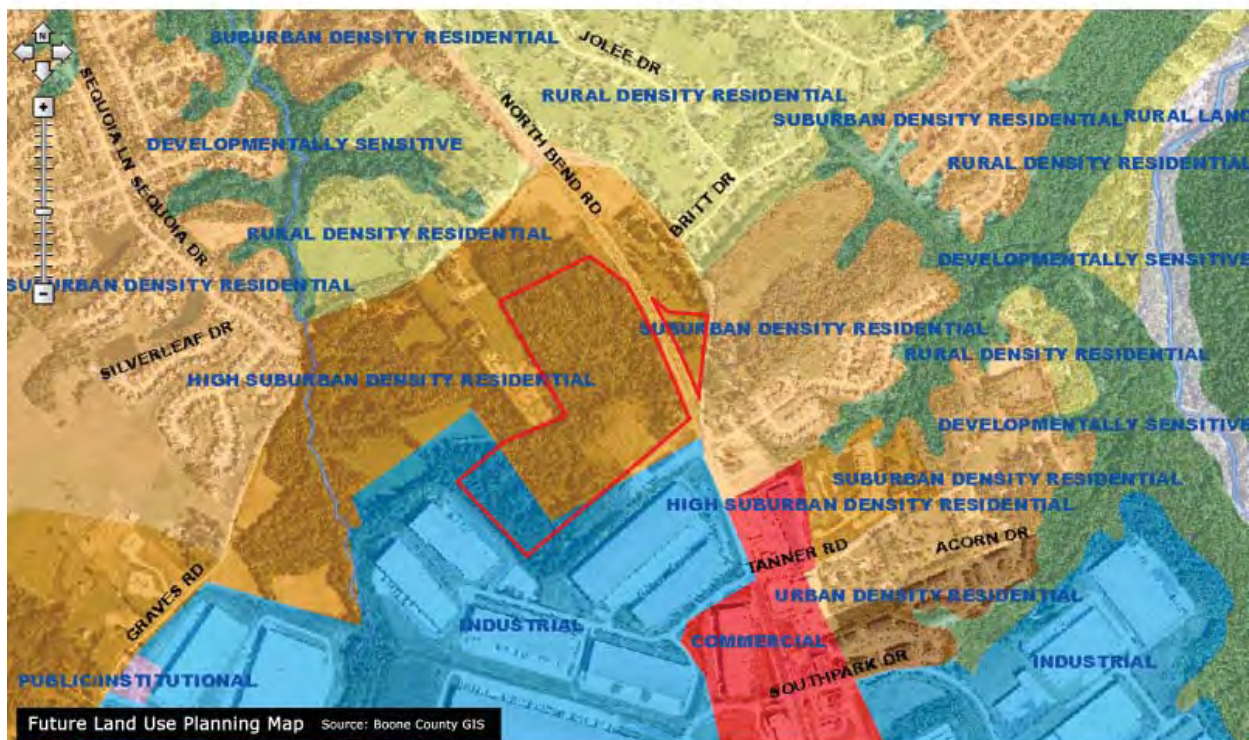 SUBURBAN DENSITY RESIDENTIAL
JOLEE DR
N
SEQUOIA LN
SEQUOIA DR
NORTH BEND RD
RURAL DENSITY RESIDENTIAL
SUBURBAN DENSITY RESIDENTIAL
RURAL LAND
DEVELOPMENTALLY SENSITIVE
RURAL DENSITY RESIDENTIAL
BRITT DR
RURAL DENSITY RESIDENTIAL
DEVELOPMENTALLY SENSITIVE
SUBURBAN DENSITY RESIDENTIAL
SILVERLEAF DR
SUBURBAN DENSITY RESIDENTIAL
RURAL DENSITY RESIDENTIAL
HIGH SUBURBAN DENSITY RESIDENTIAL
DEVELOPMENTALLY SENSITIVE
SUBURBAN DENSITY RESIDENTIAL
HIGH SUBURBAN DENSITY RESIDENTIAL
TANNER RD
ACORN DR
GRAVES RD
URBAN DENSITY RESIDENTIAL
INDUSTRIAL
COMMERCIAL
INDUSTRIAL
SOUTHPARK DR
PUBLIC/INSTITUTIONAL
Future Land Use Planning Map Source: Boone County GIS